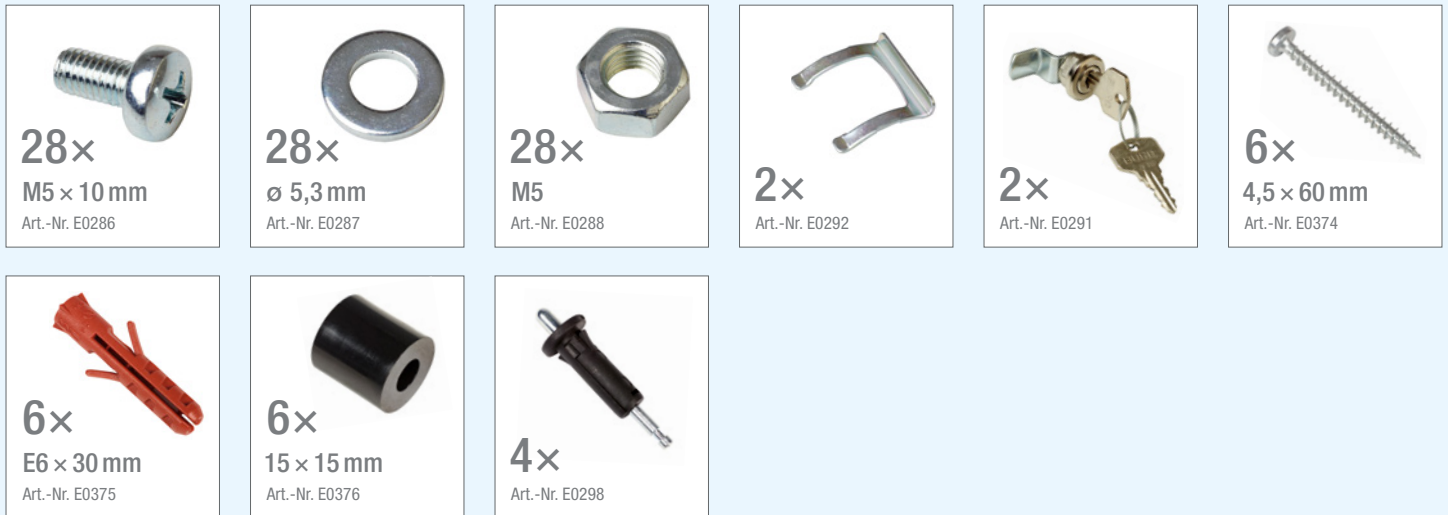 28×
M5 × 10 mm
Art.-Nr. E0286
28×
ø 5,3 mm
Art.-Nr. E0287
28×
M5
Art.-Nr. E0288
2×
Art.-Nr. E0292
2×
Art.-Nr. E0291
6×
4,5 × 60 mm
Art.-Nr. E0374
6×
E6 × 30 mm
Art.-Nr. E0375
6×
15 × 15 mm
Art.-Nr. E0376
4×
Art.-Nr. E0298